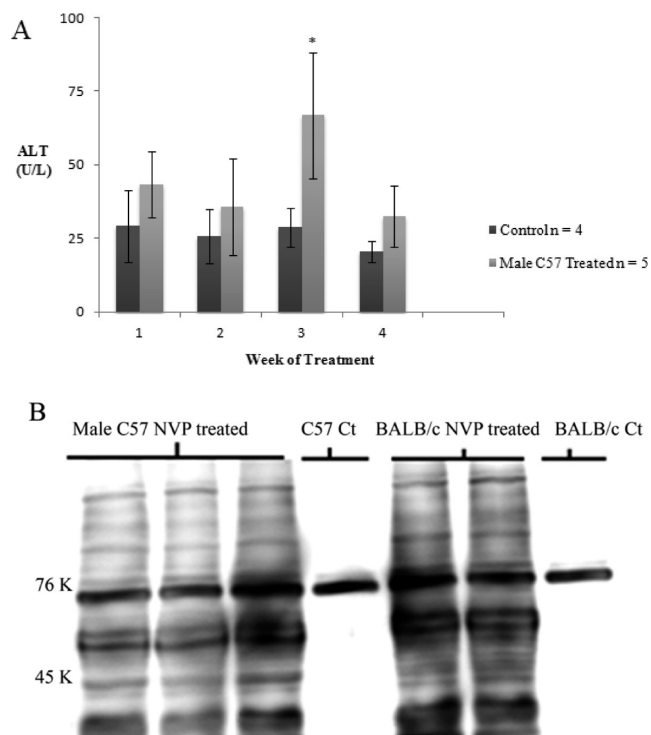 A
100
75
ALT
(U/L)
50
25
0
*
1 2 3 4
Week of Treatment
Control n = 4
Male C57 Treated n = 5
B
Male C57 NVP treated C57 Ct BALB/c NVP treated BALB/c Ct
76 K
45 K